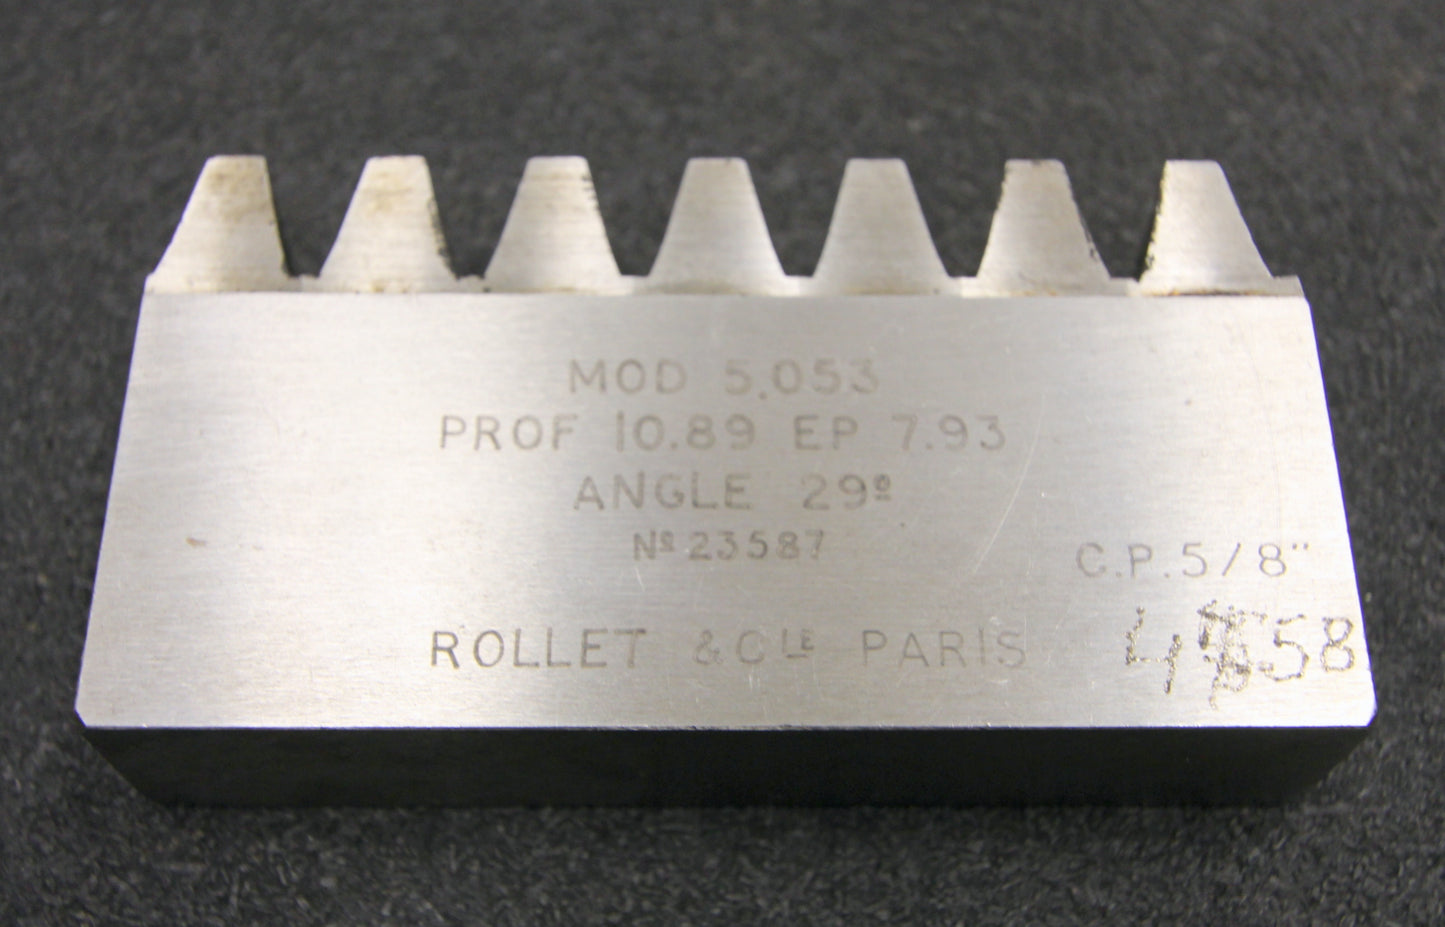 MOD 5.053
PROF 10.89 EP 7.93
ANGLE 29º
Nº 23587
C.P.5/8"
ROLLET & CIE PARIS